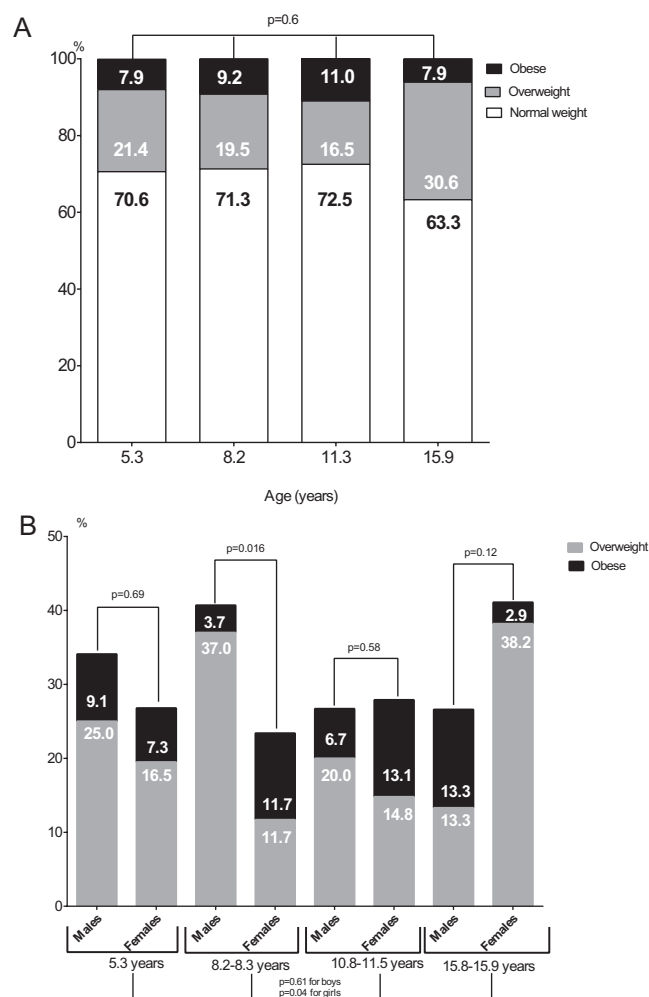 A
p=0.6
%
100
80
60
40
20
0
7.9
9.2
11.0
7.9
21.4
19.5
16.5
30.6
70.6
71.3
72.5
63.3
Obese
Overweight
Normal weight
5.3
8.2
11.3
15.9
Age (years)
B
%
50
40
30
20
10
0
p=0.69
p=0.016
p=0.58
p=0.12
Overweight
Obese
9.1
25.0
7.3
16.5
3.7
37.0
11.7
11.7
6.7
20.0
13.1
14.8
13.3
13.3
2.9
38.2
Males
Females
Males
Females
Males
Females
Males
Females
5.3 years
8.2-8.3 years
10.8-11.5 years
15.8-15.9 years
p=0.61 for boys
p=0.04 for girls